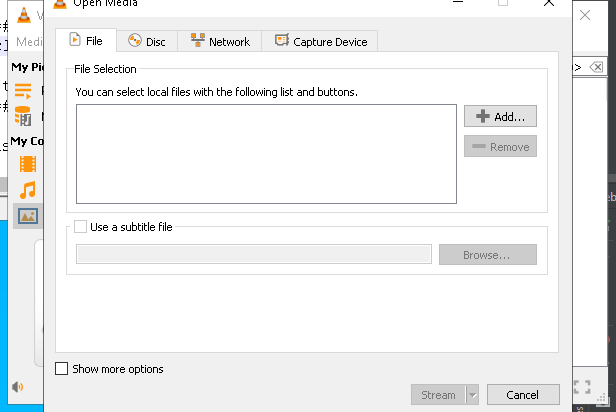 Open Media
File
Disc
Network
Capture Device
File Selection
You can select local files with the following list and buttons.
Add...
Remove
Use a subtitle file
Browse...
Show more options
Stream
Cancel
Medi
My Pi
My Co